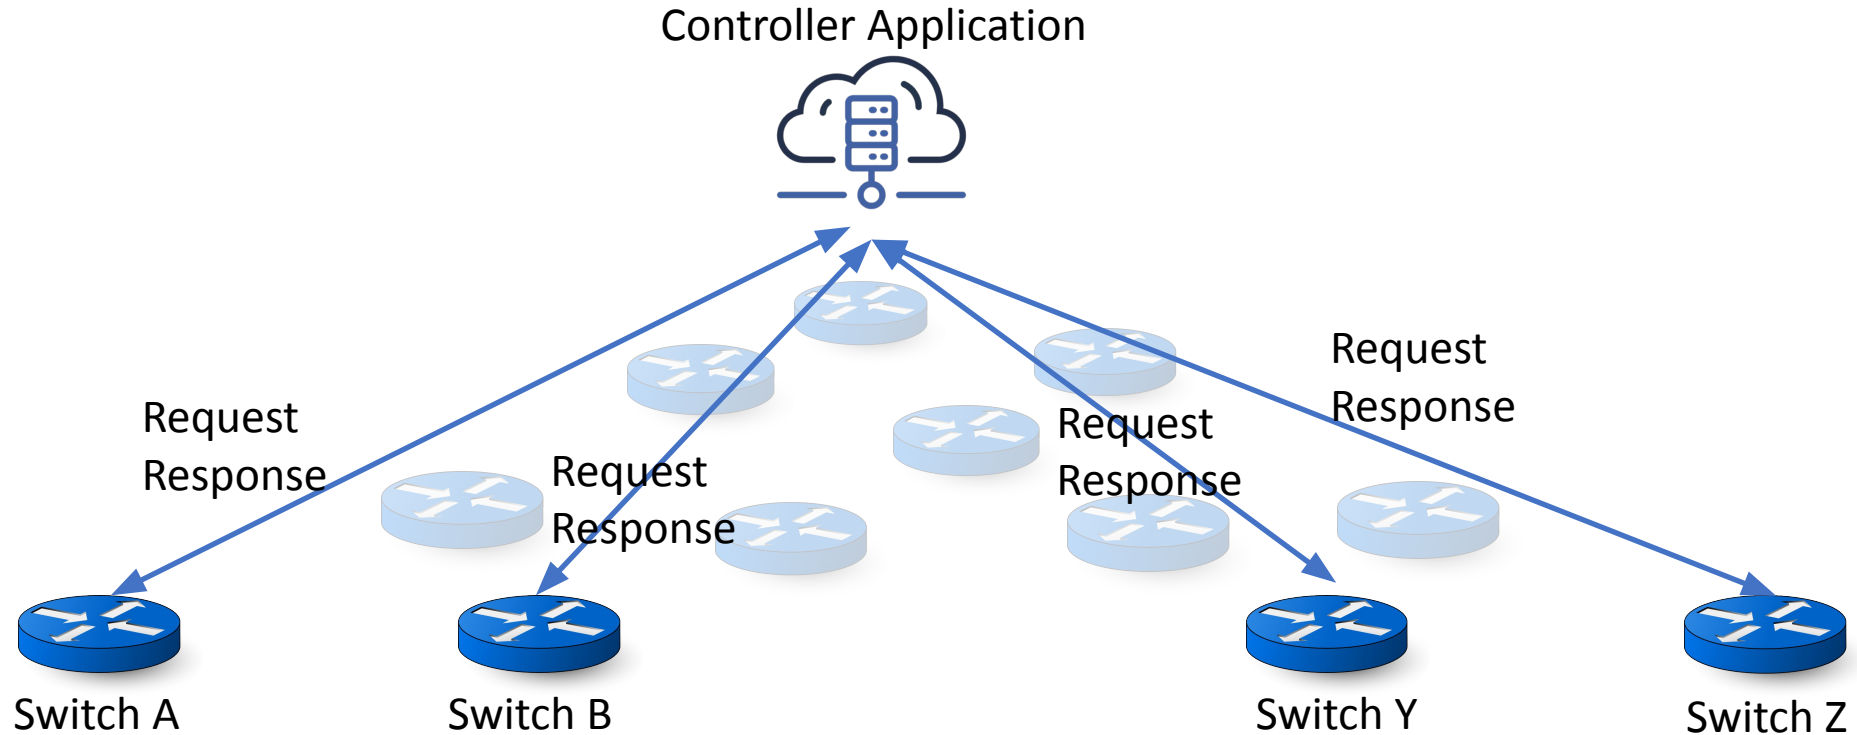 Controller Application
Request
Response
Request
Response
Request
Response
Request
Response
Switch A
Switch B
Switch Y
Switch Z